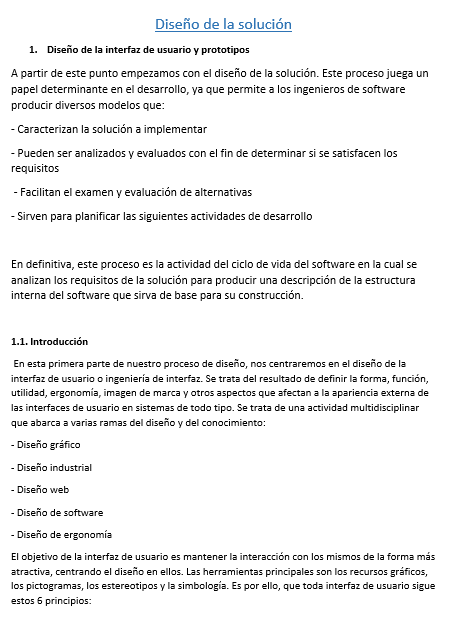 Diseño de la solución
1. Diseño de la interfaz de usuario y prototipos
A partir de este punto empezamos con el diseño de la solución. Este proceso juega un
papel determinante en el desarrollo, ya que permite a los ingenieros de software
producir diversos modelos que:
- Caracterizan la solución a implementar
- Pueden ser analizados y evaluados con el fin de determinar si se satisfacen los
requisitos
- Facilitan el examen y evaluación de alternativas
- Sirven para planificar las siguientes actividades de desarrollo
En definitiva, este proceso es la actividad del ciclo de vida del software en la cual se
analizan los requisitos de la solución para producir una descripción de la estructura
interna del software que sirva de base para su construcción.
1.1. Introducción
En esta primera parte de nuestro proceso de diseño, nos centraremos en el diseño de la
interfaz de usuario o ingeniería de interfaz. Se trata del resultado de definir la forma, función,
utilidad, ergonomía, imagen de marca y otros aspectos que afectan a la apariencia externa de
las interfaces de usuario en sistemas de todo tipo. Se trata de una actividad multidisciplinar
que abarca a varias ramas del diseño y del conocimiento:
- Diseño gráfico
- Diseño industrial
- Diseño web
- Diseño de software
- Diseño de ergonomía
El objetivo de la interfaz de usuario es mantener la interacción con los mismos de la forma más
atractiva, centrando el diseño en ellos. Las herramientas principales son los recursos gráficos,
los pictogramas, los estereotipos y la simbología. Es por ello, que toda interfaz de usuario sigue
estos 6 principios: